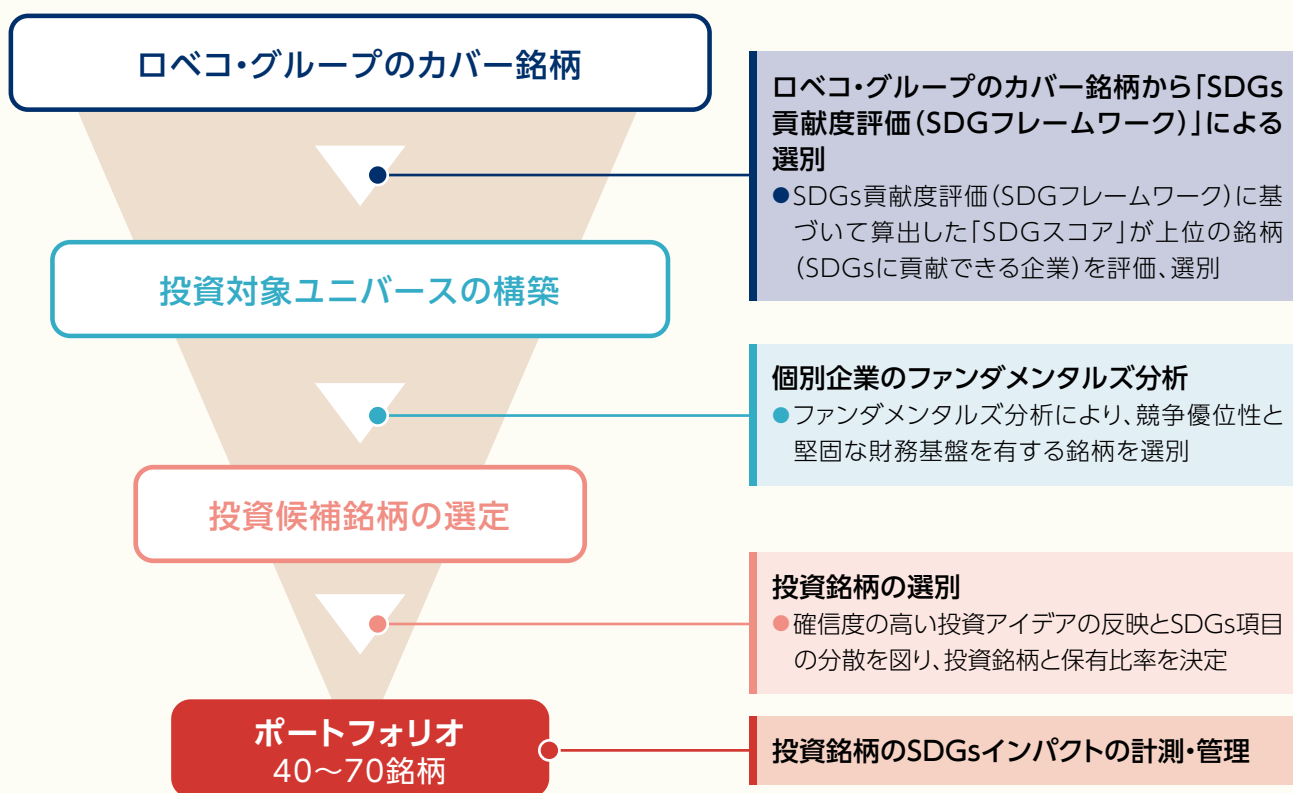 ロベコ・グループのカバー銘柄
ロベコ・グループのカバー銘柄から「SDGs
貢献度評価(SDGフレームワーク)」による
選別
●SDGs貢献度評価(SDGフレームワーク)に基
づいて算出した「SDGスコア」が上位の銘柄
(SDGsに貢献できる企業)を評価、選別
投資対象ユニバースの構築
個別企業のファンダメンタルズ分析
●ファンダメンタルズ分析により、競争優位性と
堅固な財務基盤を有する銘柄を選別
投資候補銘柄の選定
投資銘柄の選別
●確信度の高い投資アイデアの反映とSDGs項目
の分散を図り、投資銘柄と保有比率を決定
ポートフォリオ
40〜70銘柄
投資銘柄のSDGsインパクトの計測・管理